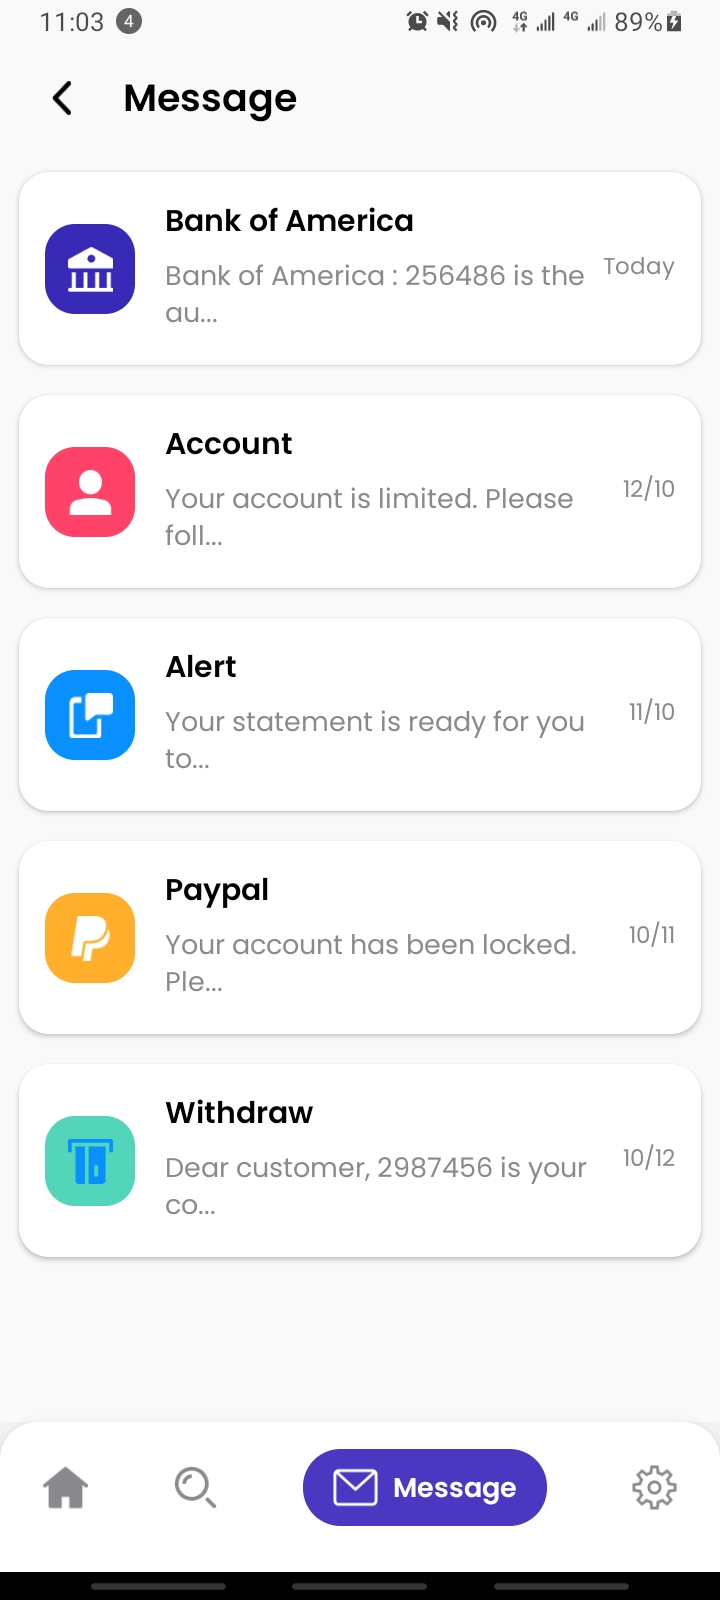 11:03 4 4G 4G 89%
Message
Bank of America
Bank of America : 256486 is the
au...
Today
Account
Your account is limited. Please
foll...
12/10
Alert
Your statement is ready for you
to...
11/10
Paypal
Your account has been locked.
Ple...
10/11
Withdraw
Dear customer, 2987456 is your
co...
10/12
Message